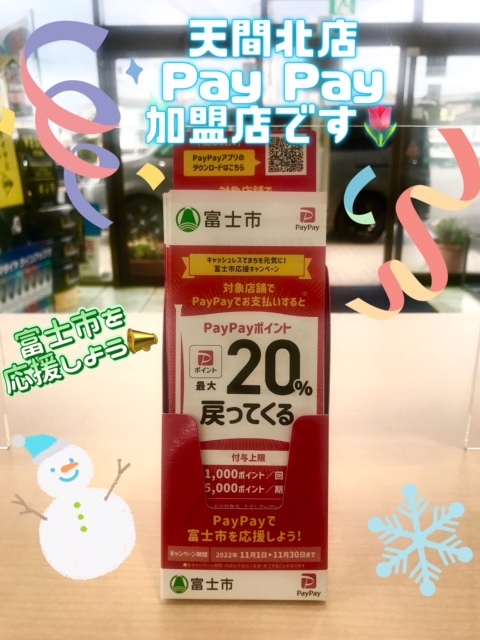 天間北店
Pay Pay
加盟店です
PayPayアプリの
ダウンロードはこちら
対象店舗で
富士市
PayPay
キャッシュレスでまちを元気に!
富士市応援キャンペーン
対象店舗で
PayPayでお支払いすると
PayPayポイント
ポイント
最大
20%
戻ってくる
富士市を
応援しよう
付与上限
1,000ポイント/回
5,000ポイント/期
PayPayで
富士市を応援しよう!
キャンペーン期間 2022年 11月1日▶11月30日まで
富士市
PayPay